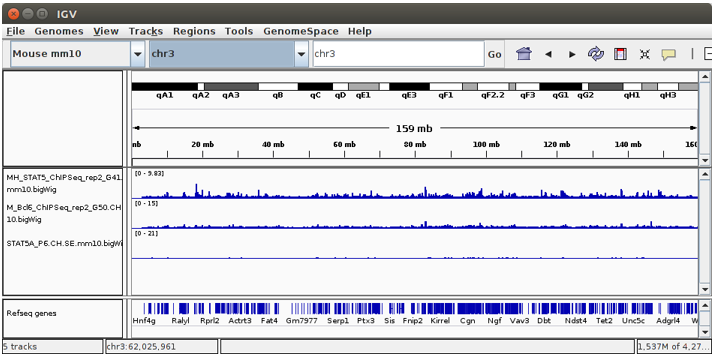 IGV
File Genomes View Tracks Regions Tools GenomeSpace Help
Mouse mm10 chr3 chr3 Go
qA1 qA2 qA3 qB qC qD qE1 qE3 qF1 qF2.2 qF3 qG1 qG2 qH1 qH3
159 mb
mb 20 mb 40 mb 60 mb 80 mb 100 mb 120 mb 140 mb 160
MH_STAT5_ChIPSeq_rep2_G41.
mm10.bigWig
[0 - 9.83]
M_Bcl6_ChIPSeq_rep2_G50.CH
10.bigWig
[0 - 15]
STAT5A_P6.CH.SE.mm10.bigWi
[0 - 21]
Refseq genes
Hnf4g Ralyl Rprl2 Actrt3 Fat4 Gm7977 Serp1 Ptx3 Sis Fnip2 Kirrel Cgn Ngf Vav3 Dbt Ndst4 Tet2 Unc5c Adgrl4 W
5 tracks chr3:62,025,961 1,537M of 4,27...